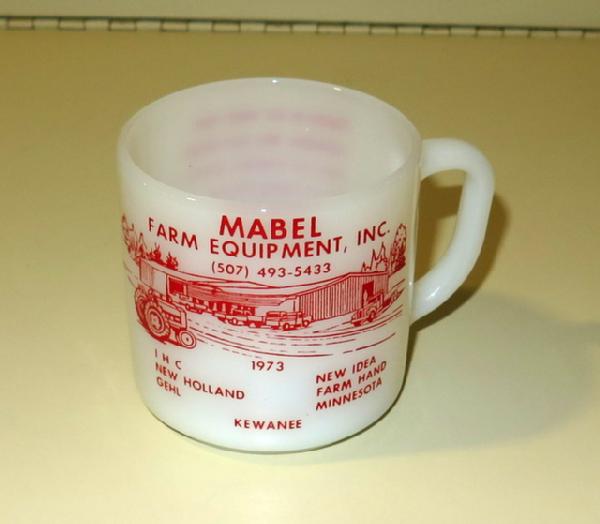 MABEL
FARM EQUIPMENT, INC.
(507) 493-5433
1973
I H C
NEW HOLLAND
GEHL
NEW IDEA
FARM HAND
MINNESOTA
KEWANEE